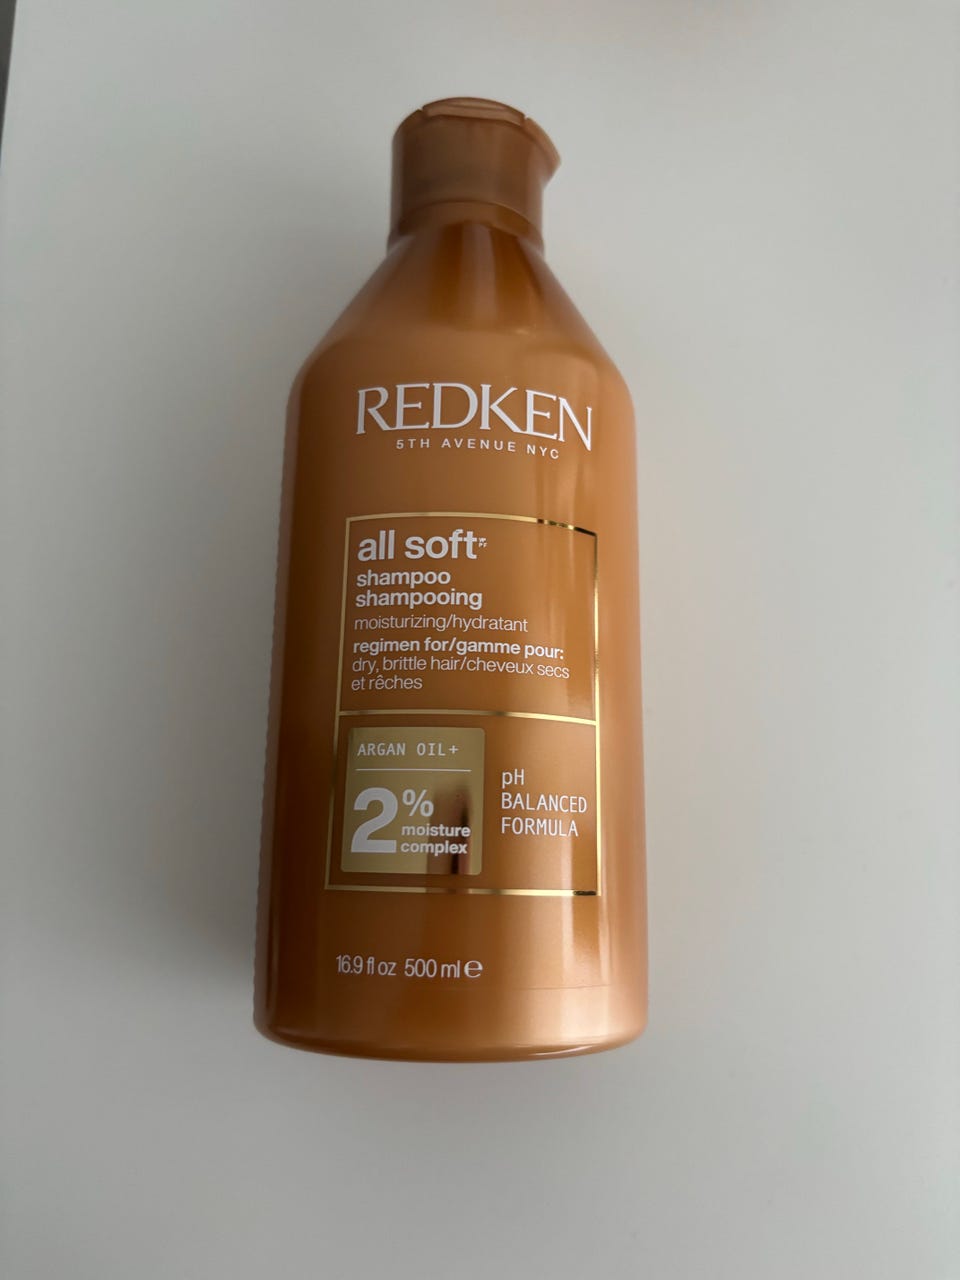 REDKEN
5TH AVENUE NYC
all soft
shampoo
shampooing
moisturizing/hydratant
regimen for/gamme pour:
dry, brittle hair/cheveux secs
et rêches
ARGAN OIL+
2%
moisture
complex
pH
BALANCED
FORMULA
16.9 fl oz 500 ml ℮